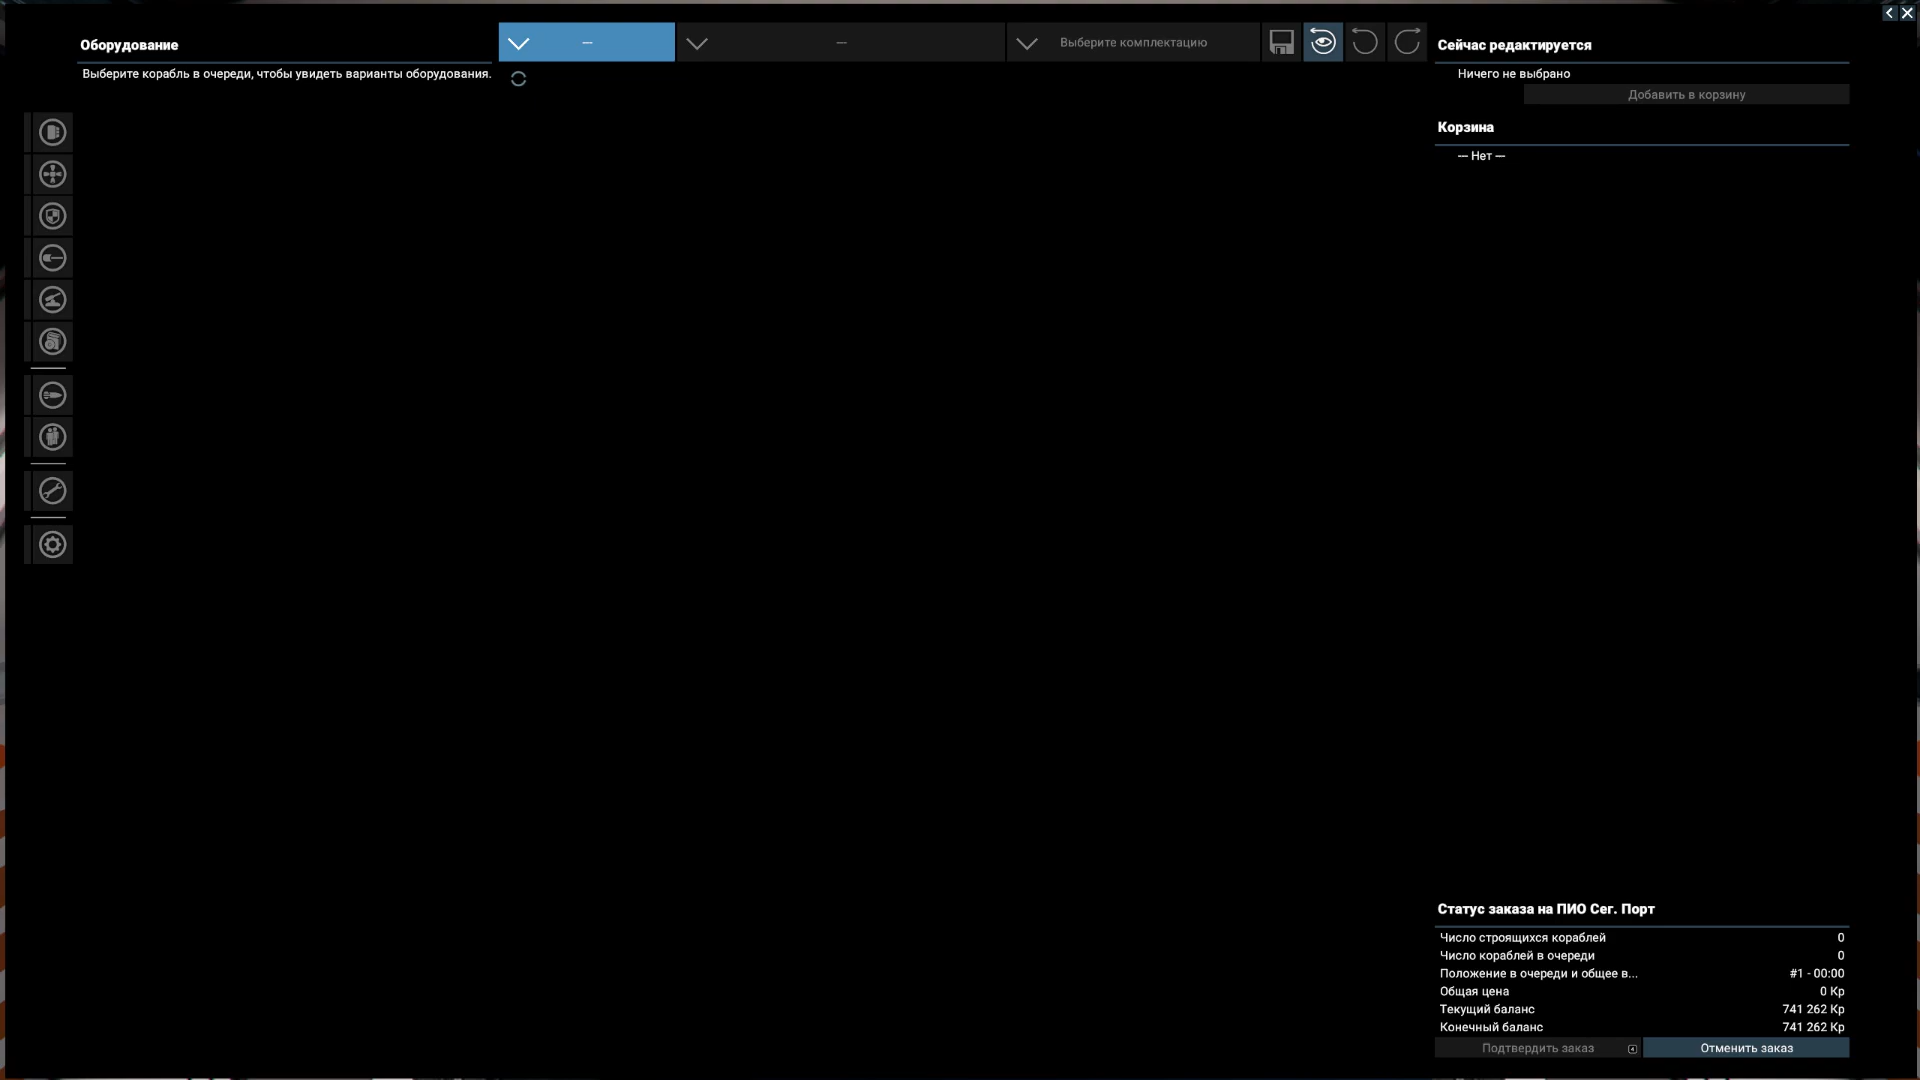 Оборудование
Выберите корабль в очереди, чтобы увидеть варианты оборудования.
—
—
Выберите комплектацию
Сейчас редактируется
Ничего не выбрано
Добавить в корзину
Корзина
— Нет —
Статус заказа на ПИО Сег. Порт
Число строящихся кораблей 0
Число кораблей в очереди 0
Положение в очереди и общее в... #1 - 00:00
Общая цена 0 Кр
Текущий баланс 741 262 Кр
Конечный баланс 741 262 Кр
Подтвердить заказ
Отменить заказ